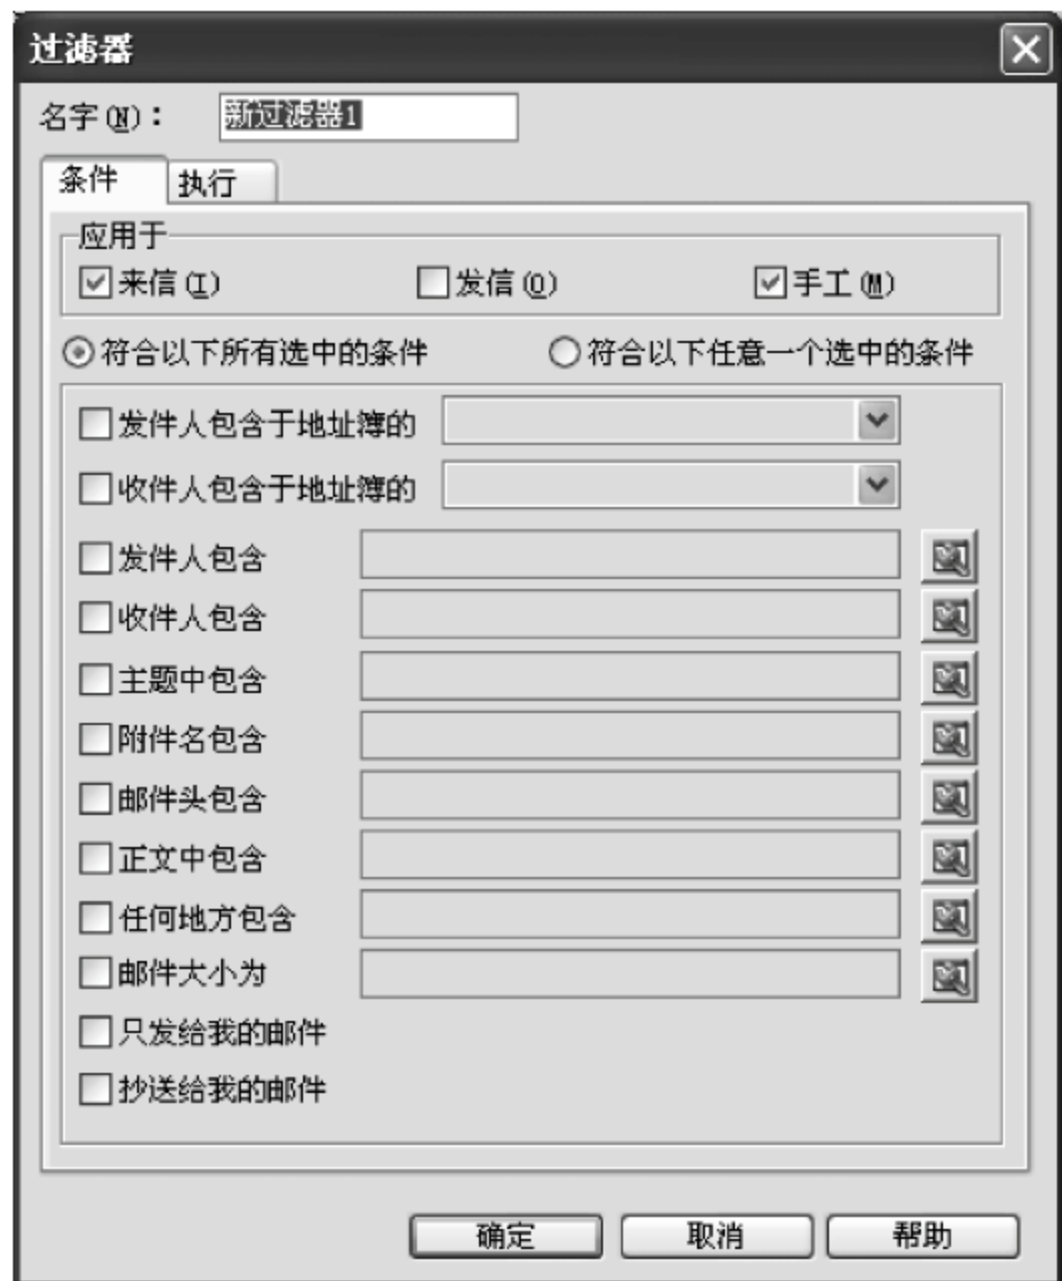 过滤器
名字(N)： 新过滤器1
条件 执行
应用于
来信(I) 发信(O) 手工(M)
符合以下所有选中的条件 符合以下任意一个选中的条件
发件人包含于地址簿的
收件人包含于地址簿的
发件人包含
收件人包含
主题中包含
附件名包含
邮件头包含
正文中包含
任何地方包含
邮件大小为
只发给我的邮件
抄送给我的邮件
确定 取消 帮助